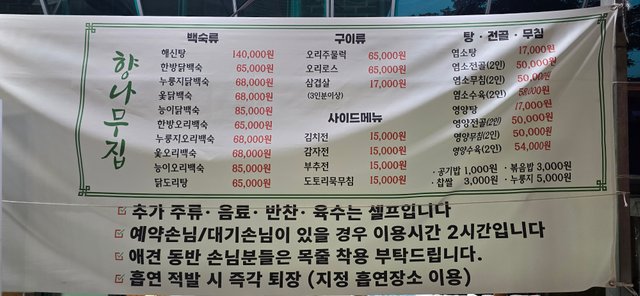 향나무집
백숙류
해신탕 140,000원
한방닭백숙 65,000원
누룽지닭백숙 68,000원
옻닭백숙 68,000원
능이닭백숙 85,000원
한방오리백숙 65,000원
누룽지오리백숙 68,000원
옻오리백숙 68,000원
능이오리백숙 85,000원
닭도리탕 65,000원
구이류
오리주물럭 65,000원
오리로스 65,000원
삼겹살 17,000원
(3인분이상)
사이드메뉴
김치전 15,000원
감자전 15,000원
부추전 15,000원
도토리묵무침 15,000원
탕 · 전골 · 무침
염소탕 17,000원
염소전골(2인) 50,000원
염소무침(2인) 50,000원
염소수육(2인)
영양탕 17,000원
영양전골(2인) 50,000원
영양무침(2인) 50,000원
영양수육(2인) 54,000원
· 공기밥 1,000원 · 볶음밥 3,000원
· 찹쌀 3,000원 · 누룽지 5,000원
추가 주류 · 음료 · 반찬 · 육수는 셀프입니다
예약손님/대기손님이 있을 경우 이용시간 2시간입니다
애견 동반 손님분들은 목줄 착용 부탁드립니다.
흡연 적발 시 즉각 퇴장 (지정 흡연장소 이용)